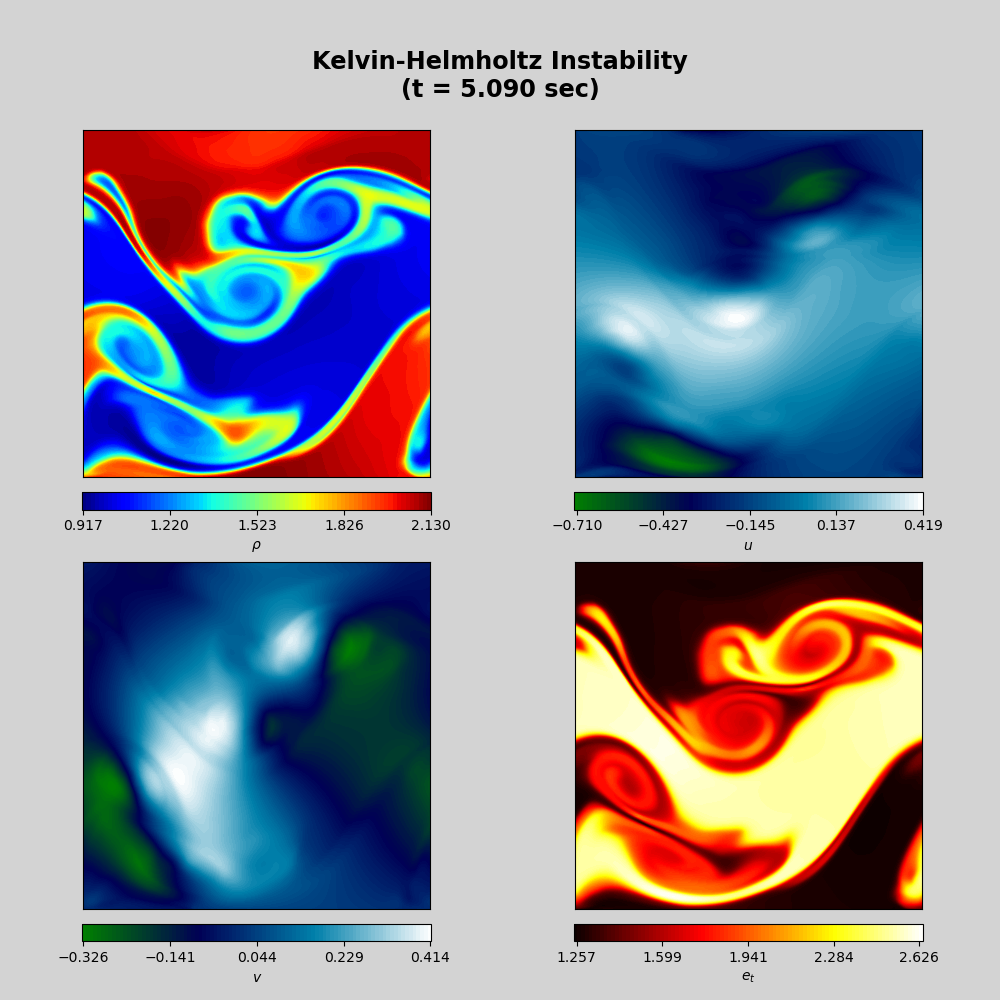 Kelvin-Helmholtz Instability
(t = 5.090 sec)
0.917 1.220 1.523 1.826 2.130
ρ
−0.710 −0.427 −0.145 0.137 0.419
u
−0.326 −0.141 0.044 0.229 0.414
v
1.257 1.599 1.941 2.284 2.626
e_t